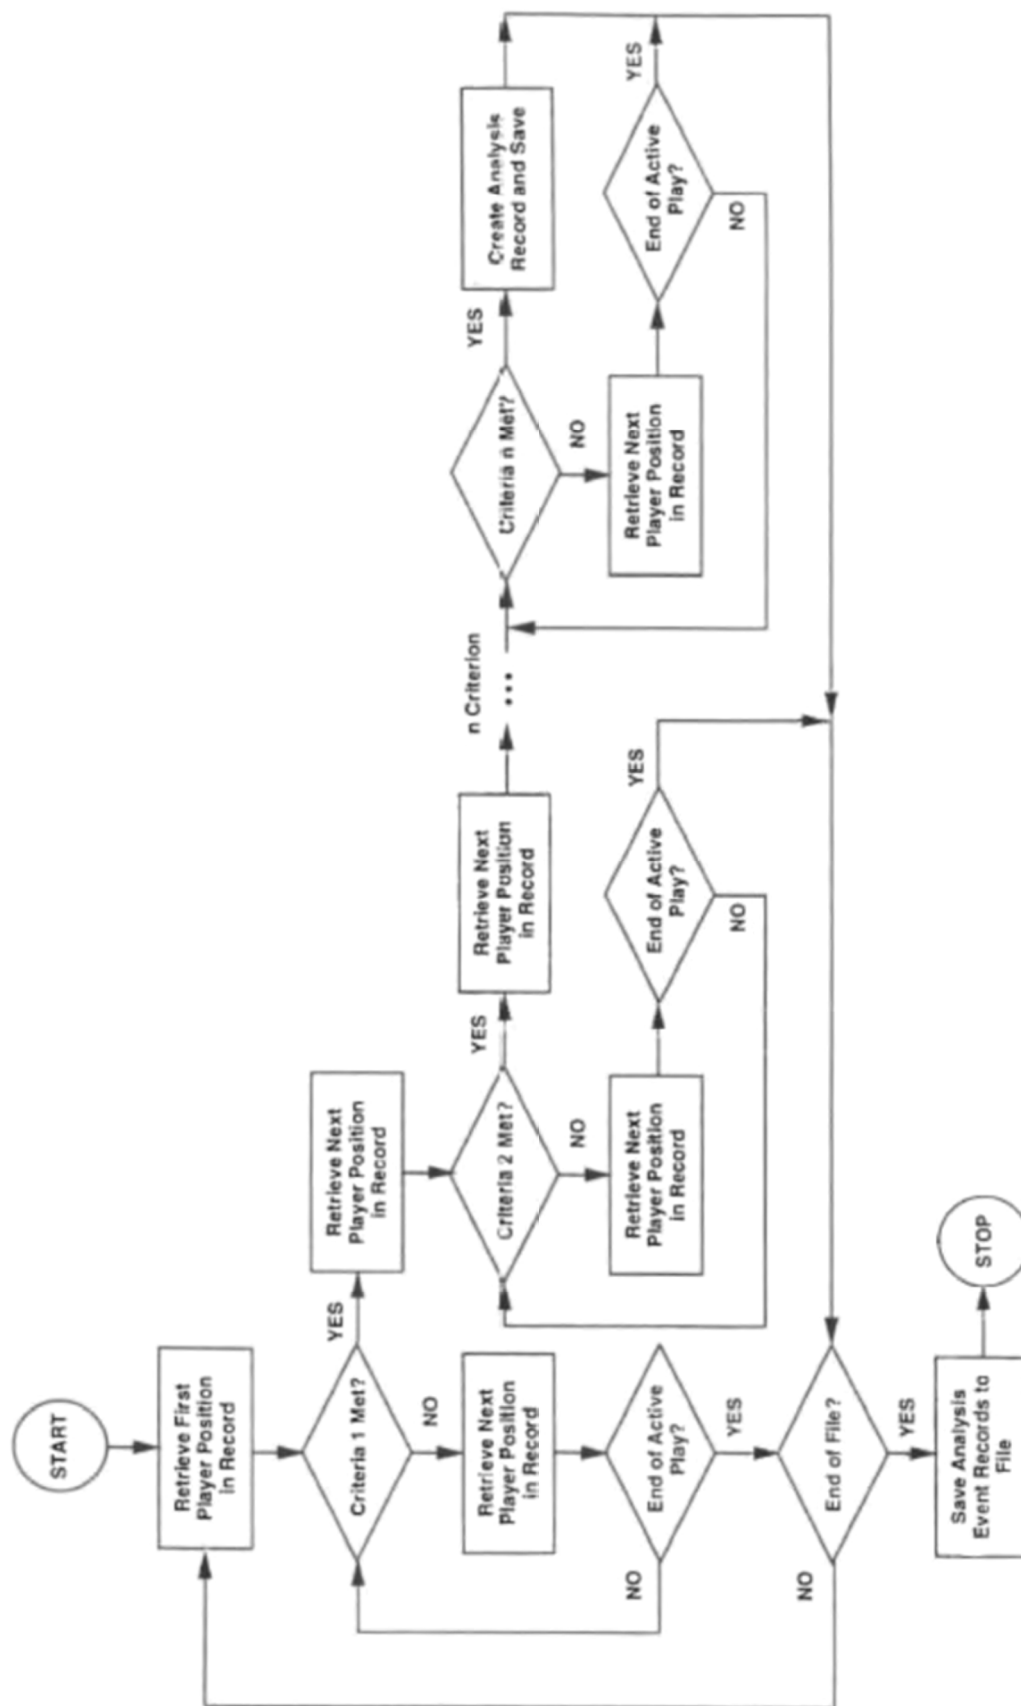 START
Retrieve First
Player Position
in Record
Criteria 1 Met?
YES
NO
Retrieve Next
Player Position
in Record
End of Active
Play?
NO
YES
End of File?
NO
YES
Save Analysis
Event Records to
File
STOP
Retrieve Next
Player Position
in Record
Criteria 2 Met?
YES
NO
Retrieve Next
Player Position
in Record
End of Active
Play?
YES
NO
Retrieve Next
Player Position
in Record
n Criterion
...
Criteria n Met?
YES
NO
Retrieve Next
Player Position
in Record
End of Active
Play?
YES
NO
Create Analysis
Record and Save